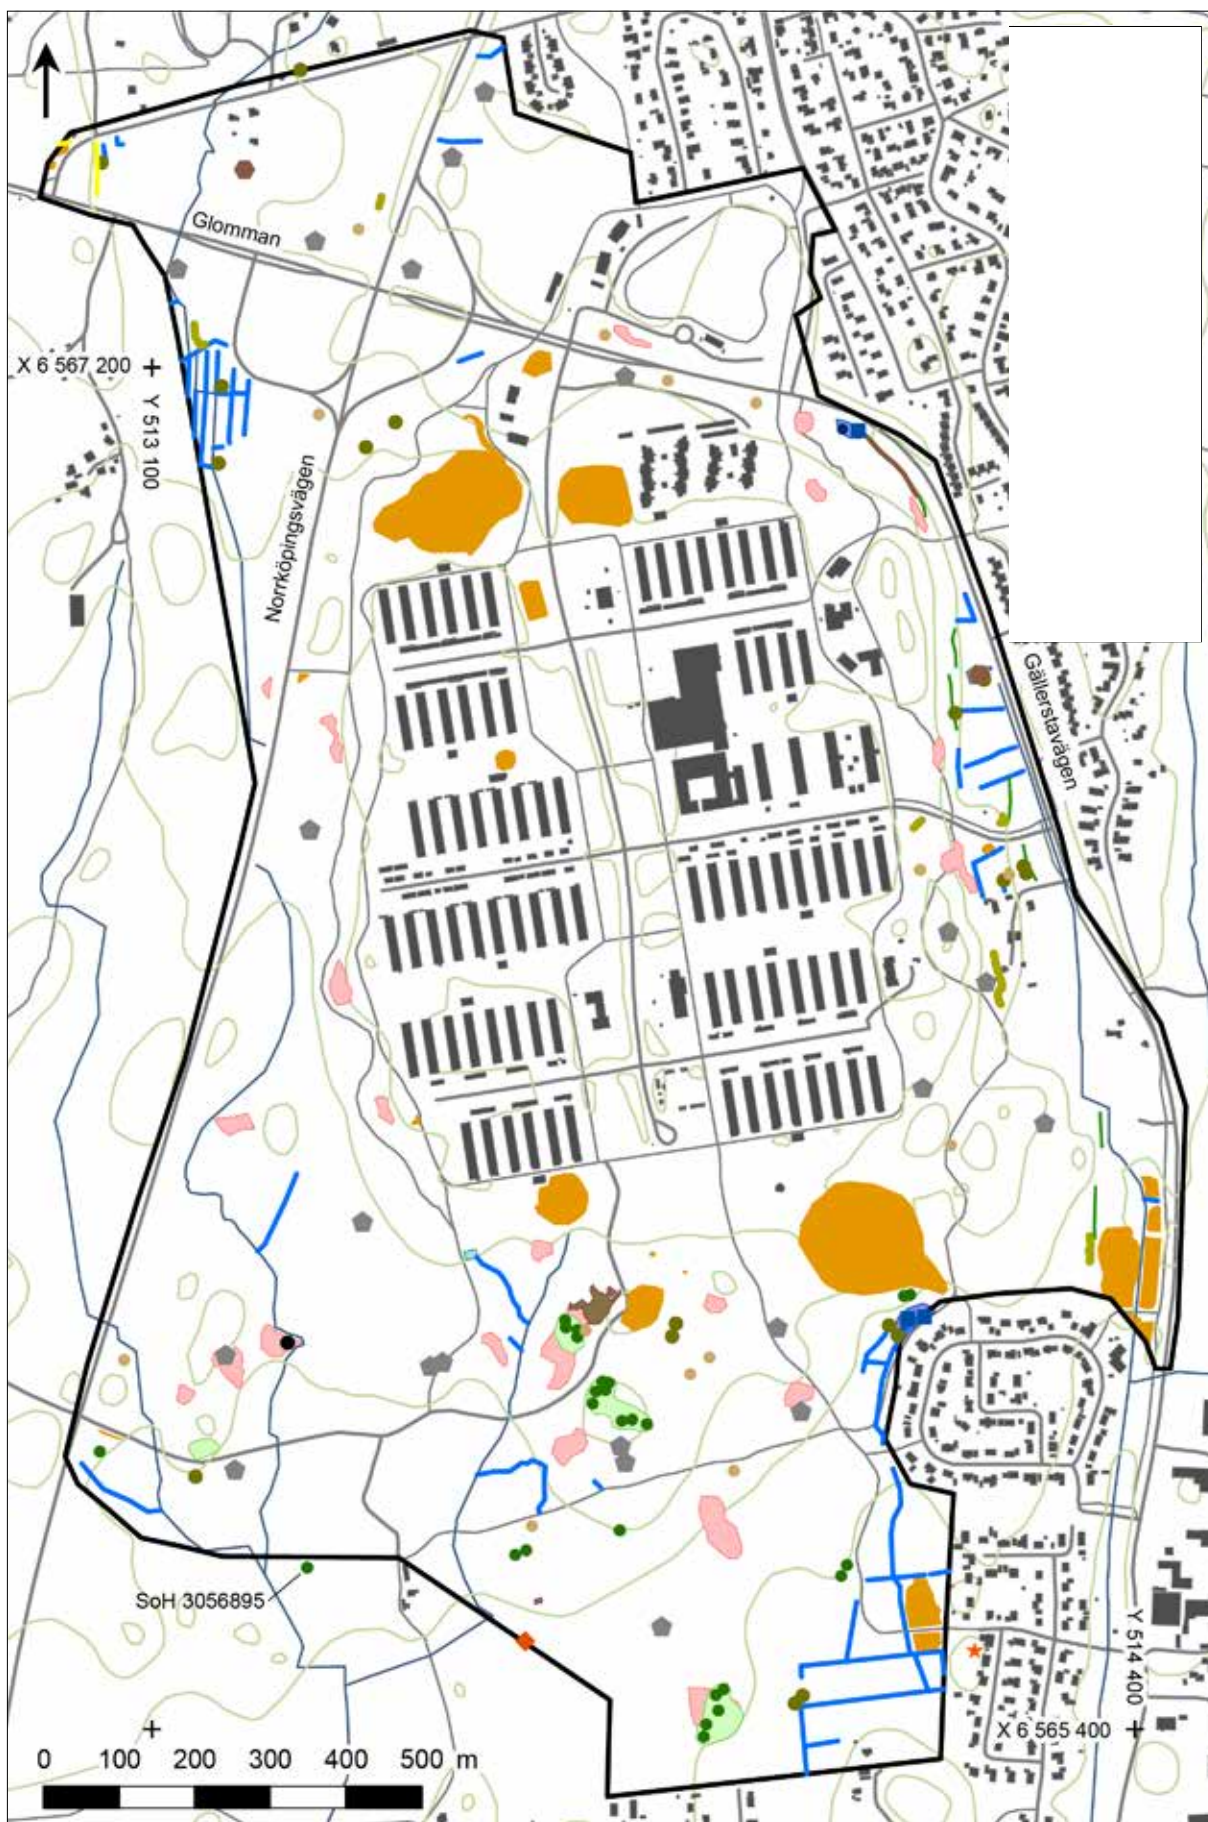 Glomman
X 6 567 200
Y 513 100
Norrköpingsvägen
Gällerstavägen
SoH 3056895
Y 514 400
X 6 565 400
0 100 200 300 400 500 m